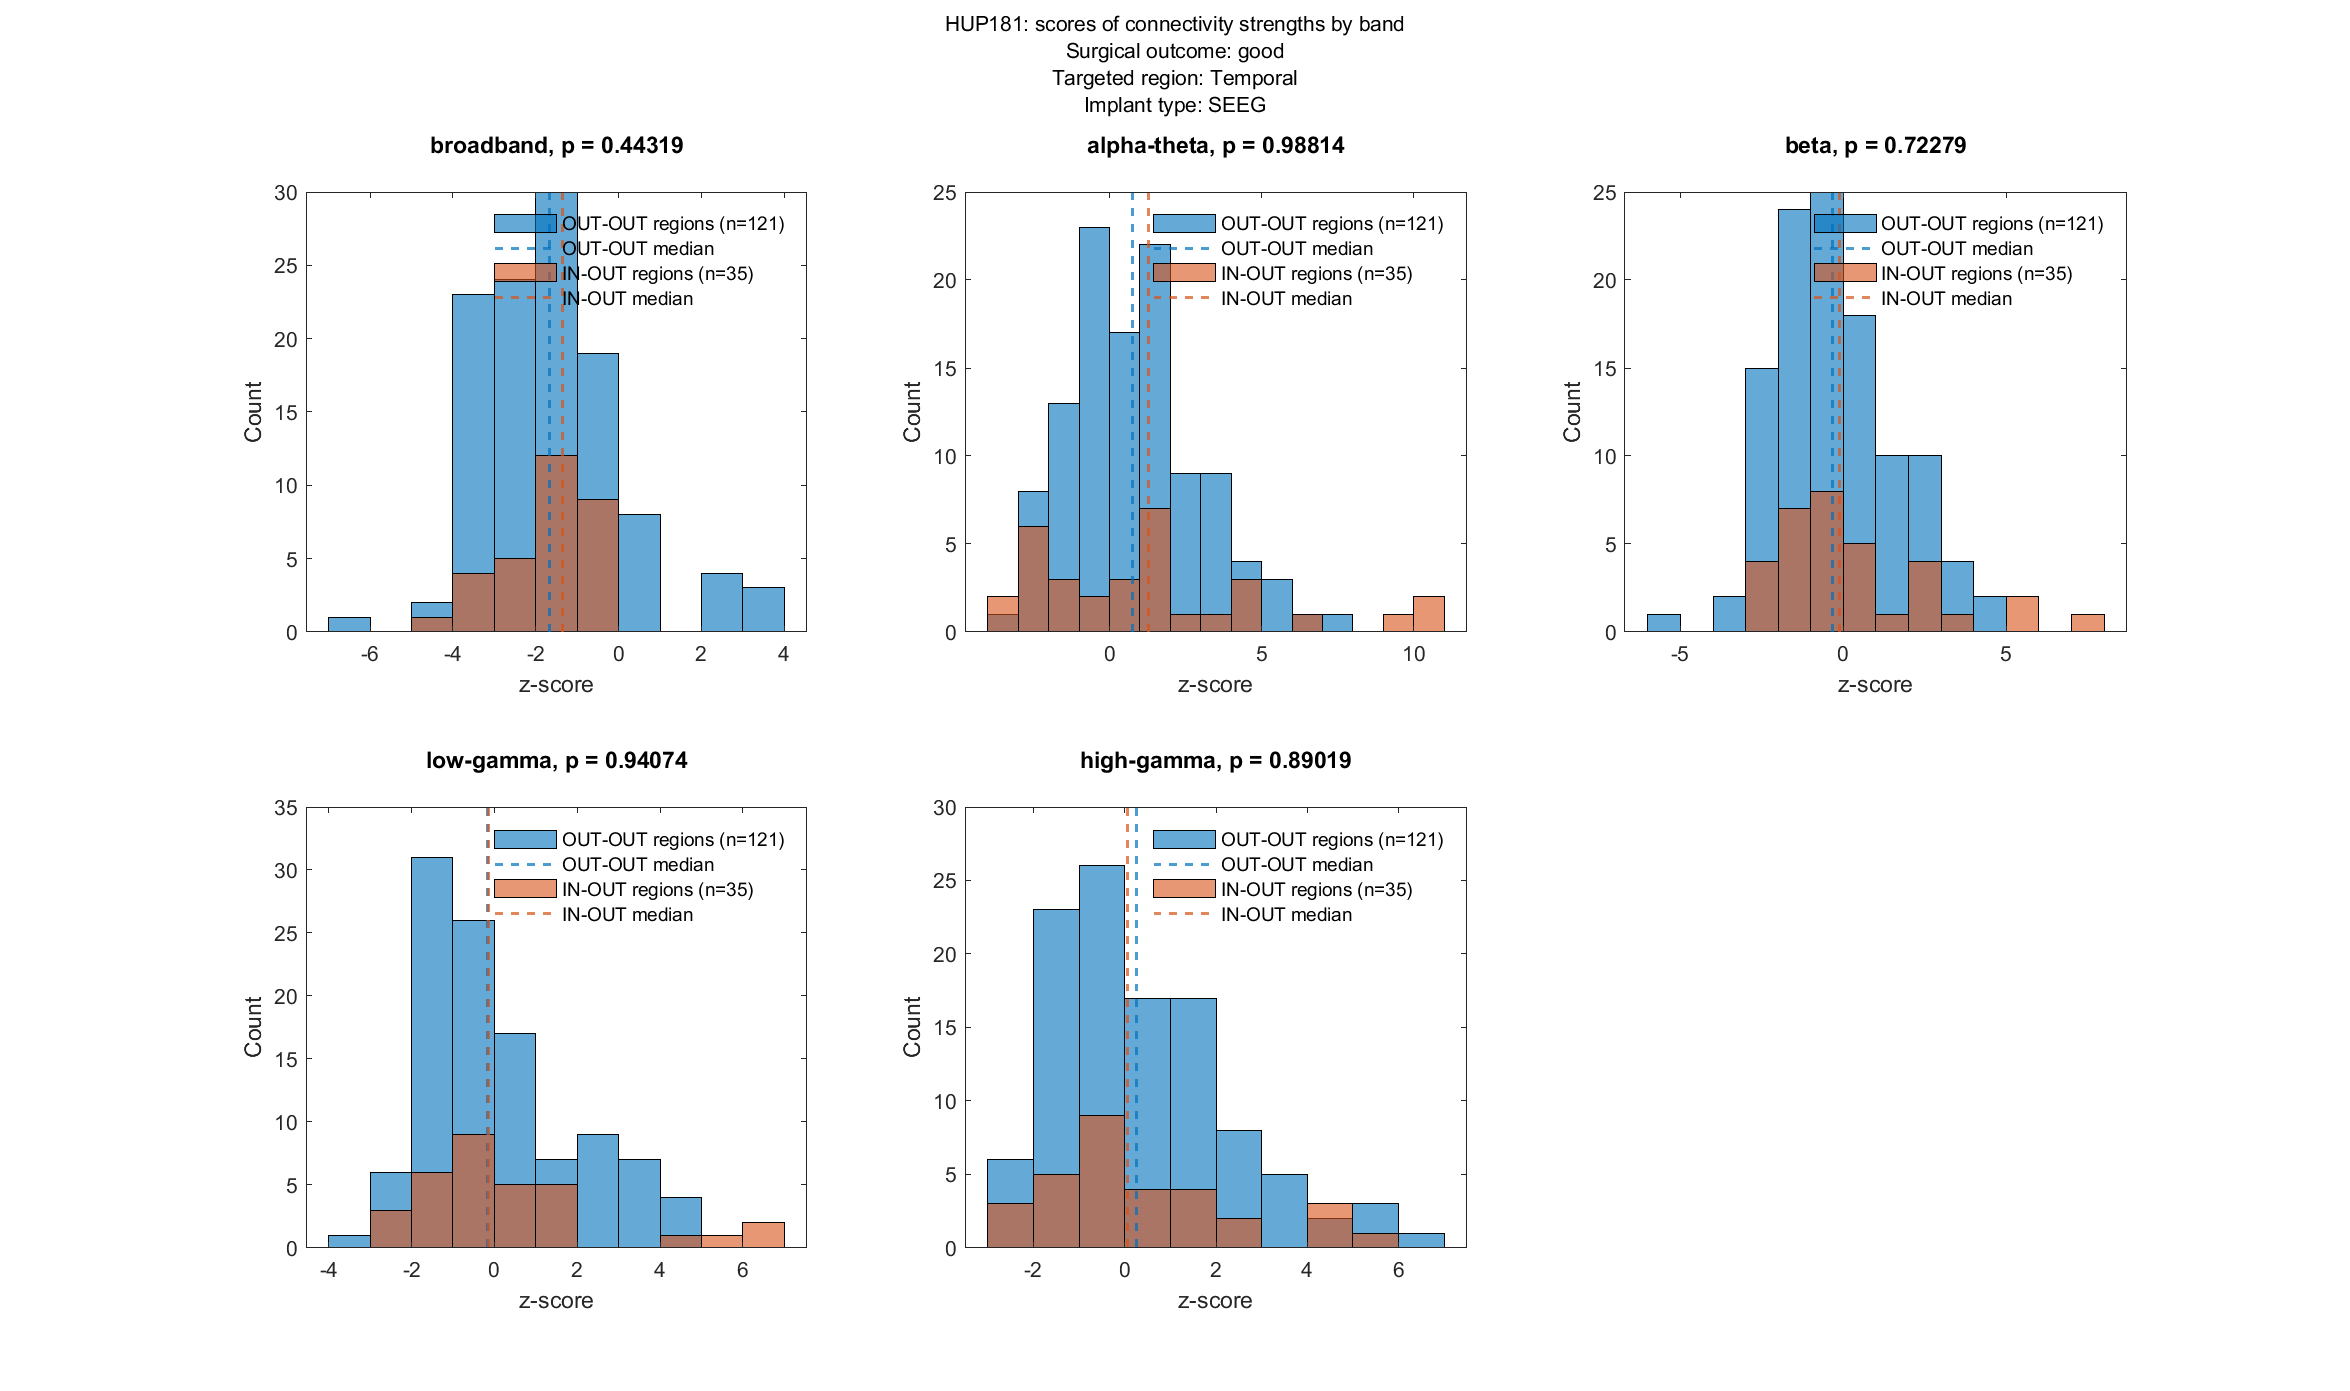 HUP181: scores of connectivity strengths by band
Surgical outcome: good
Targeted region: Temporal
Implant type: SEEG
broadband, p = 0.44319
30
25
20
15
10
5
0
Count
-6
-4
-2
0
2
4
z-score
OUT-OUT regions (n=121)
OUT-OUT median
IN-OUT regions (n=35)
IN-OUT median
alpha-theta, p = 0.98814
25
20
15
10
5
0
Count
0
5
10
z-score
OUT-OUT regions (n=121)
OUT-OUT median
IN-OUT regions (n=35)
IN-OUT median
beta, p = 0.72279
25
20
15
10
5
0
Count
-5
0
5
z-score
OUT-OUT regions (n=121)
OUT-OUT median
IN-OUT regions (n=35)
IN-OUT median
low-gamma, p = 0.94074
35
30
25
20
15
10
5
0
Count
-4
-2
0
2
4
6
z-score
OUT-OUT regions (n=121)
OUT-OUT median
IN-OUT regions (n=35)
IN-OUT median
high-gamma, p = 0.89019
30
25
20
15
10
5
0
Count
-2
0
2
4
6
z-score
OUT-OUT regions (n=121)
OUT-OUT median
IN-OUT regions (n=35)
IN-OUT median